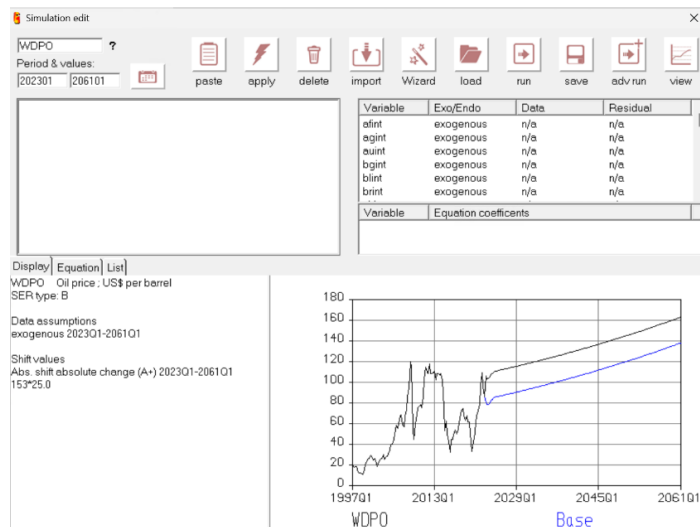 Simulation edit
WDPO ?
Period & values:
202301 206101
paste apply delete import Wizard load run save adv run view
Variable Exo/Endo Data Residual
afint exogenous n/a n/a
agint exogenous n/a n/a
auint exogenous n/a n/a
bgint exogenous n/a n/a
blint exogenous n/a n/a
brint exogenous n/a n/a
Variable Equation coefficents
Display Equation List
WDPO Oil price ; US$ per barrel
SER type: B
Data assumptions
exogenous 2023Q1-2061Q1
Shift values
Abs. shift absolute change (A+) 2023Q1-2061Q1
153*25.0
180
160
140
120
100
80
60
40
20
0
1997Q1 2013Q1 2029Q1 2045Q1 2061Q1
WDPO Base